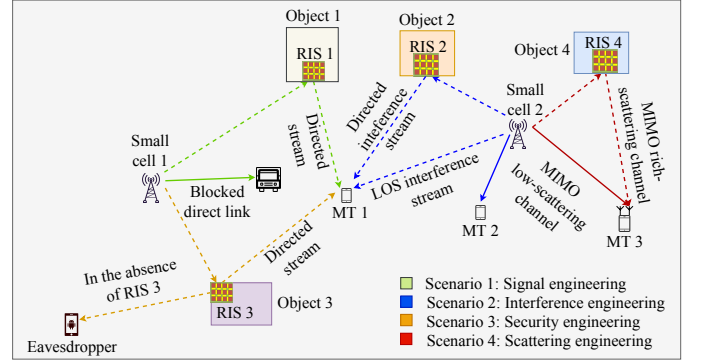 Object 1
RIS 1
Object 2
RIS 2
Object 4
RIS 4
Small
cell 2
Small
cell 1
Directed
stream
Directed
inteference
stream
MIMO rich-
scattering channel
Blocked
direct link
MT 1
LOS interference
stream
MIMO
low-scattering
channel
MT 2
MT 3
Directed
stream
In the absence
of RIS 3
RIS 3
Object 3
Eavesdropper
Scenario 1: Signal engineering
Scenario 2: Interference engineering
Scenario 3: Security engineering
Scenario 4: Scattering engineering